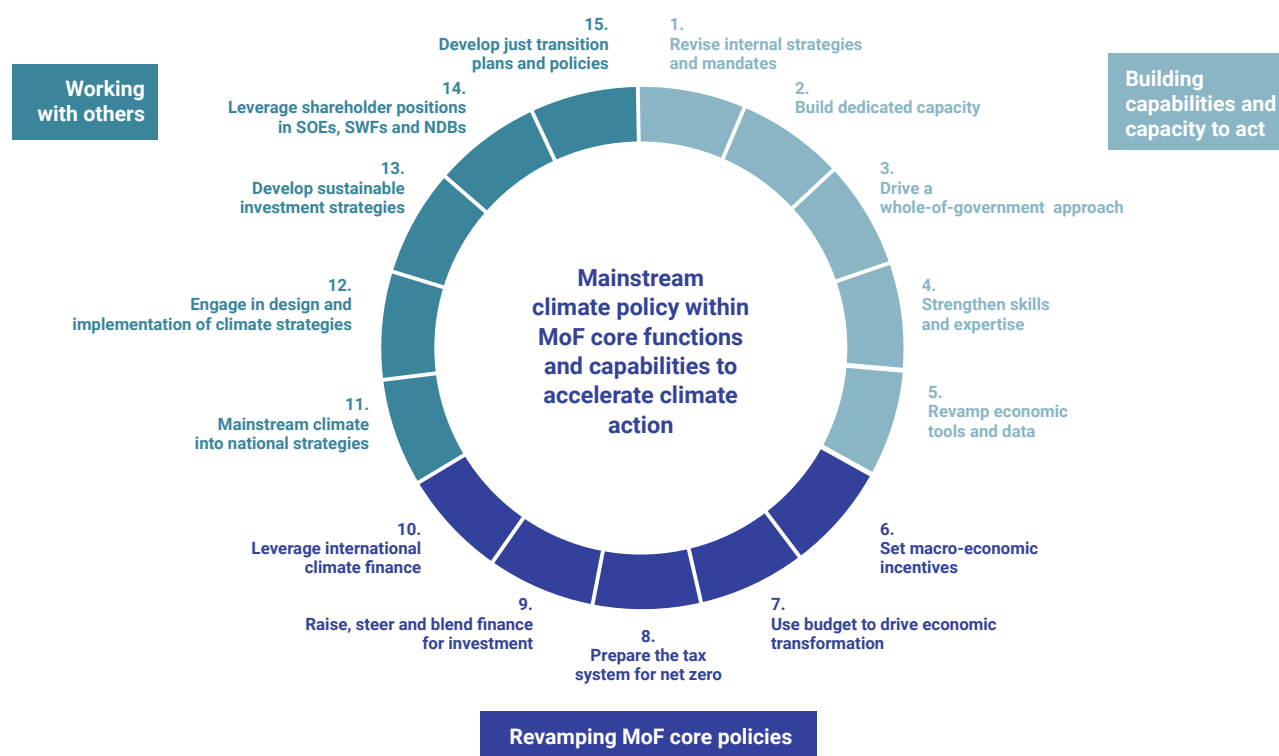 Working
with others
Building
capabilities and
capacity to act
1.
Revise internal strategies
and mandates
2.
Build dedicated capacity
3.
Drive a
whole-of-government approach
4.
Strengthen skills
and expertise
5.
Revamp economic
tools and data
6.
Set macro-economic
incentives
7.
Use budget to drive economic
transformation
8.
Prepare the tax
system for net zero
9.
Raise, steer and blend finance
for investment
10.
Leverage international
climate finance
11.
Mainstream climate
into national strategies
12.
Engage in design and
implementation of climate strategies
13.
Develop sustainable
investment strategies
14.
Leverage shareholder positions
in SOEs, SWFs and NDBs
15.
Develop just transition
plans and policies
Mainstream
climate policy within
MoF core functions
and capabilities to
accelerate climate
action
Revamping MoF core policies